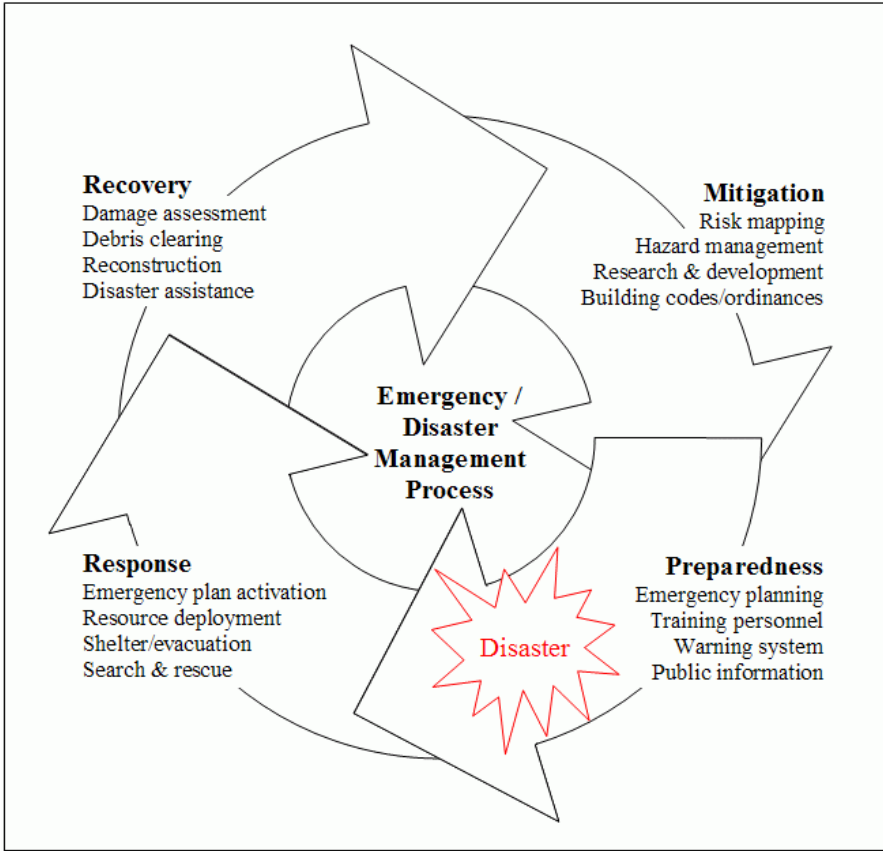 Recovery
Damage assessment
Debris clearing
Reconstruction
Disaster assistance
Mitigation
Risk mapping
Hazard management
Research & development
Building codes/ordinances
Emergency /
Disaster
Management
Process
Response
Emergency plan activation
Resource deployment
Shelter/evacuation
Search & rescue
Disaster
Preparedness
Emergency planning
Training personnel
Warning system
Public information